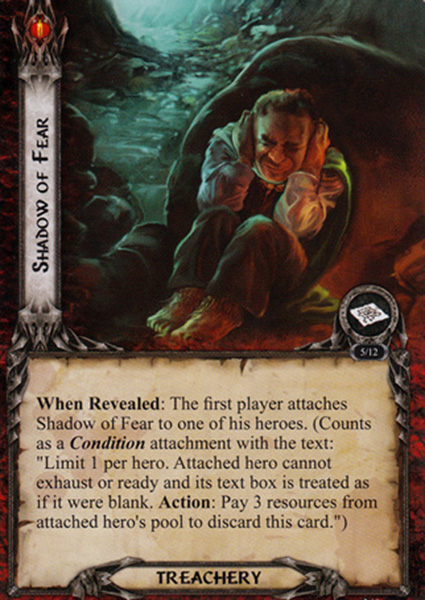 SHADOW OF FEAR
5/12
When Revealed: The first player attaches
Shadow of Fear to one of his heroes. (Counts
as a Condition attachment with the text:
"Limit 1 per hero. Attached hero cannot
exhaust or ready and its text box is treated as
if it were blank. Action: Pay 3 resources from
attached hero's pool to discard this card.")
TREACHERY